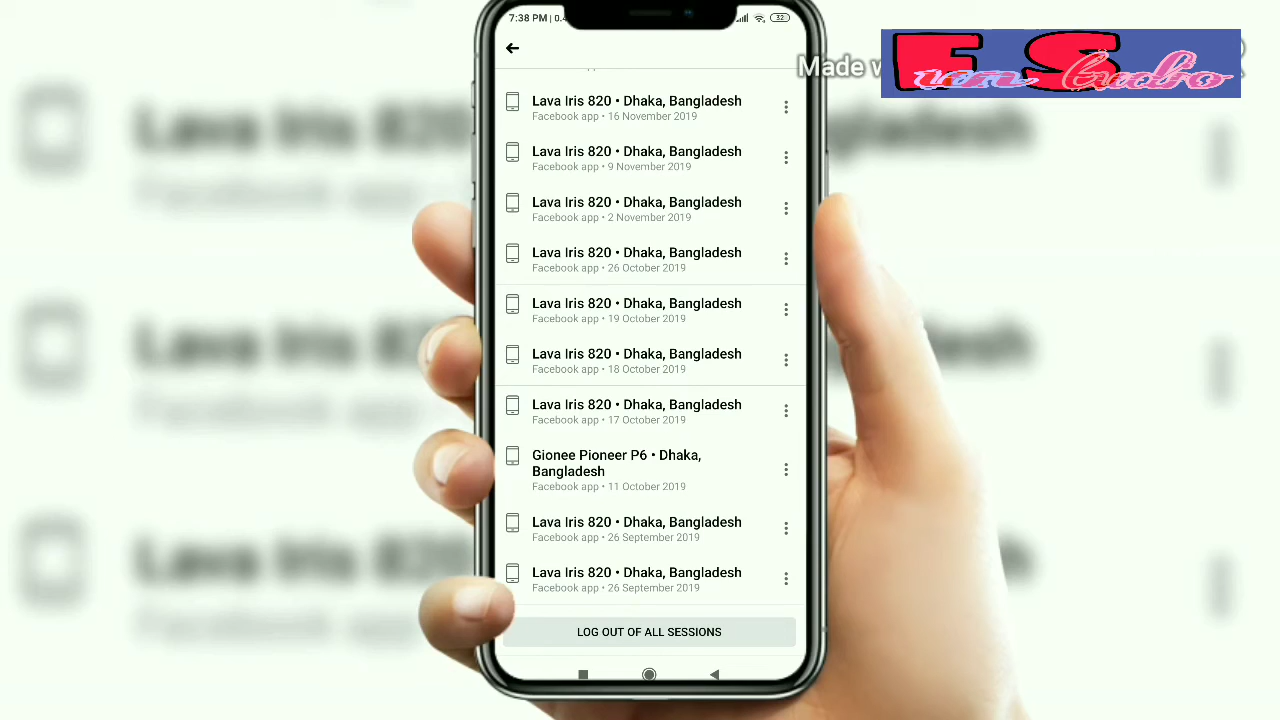 7:38 PM | 0.4
32
Made w
F S
Lava Iris 820 • Dhaka, Bangladesh
Facebook app • 16 November 2019
Lava Iris 820 • Dhaka, Bangladesh
Facebook app • 9 November 2019
Lava Iris 820 • Dhaka, Bangladesh
Facebook app • 2 November 2019
Lava Iris 820 • Dhaka, Bangladesh
Facebook app • 26 October 2019
Lava Iris 820 • Dhaka, Bangladesh
Facebook app • 19 October 2019
Lava Iris 820 • Dhaka, Bangladesh
Facebook app • 18 October 2019
Lava Iris 820 • Dhaka, Bangladesh
Facebook app • 17 October 2019
Gionee Pioneer P6 • Dhaka,
Bangladesh
Facebook app • 11 October 2019
Lava Iris 820 • Dhaka, Bangladesh
Facebook app • 26 September 2019
Lava Iris 820 • Dhaka, Bangladesh
Facebook app • 26 September 2019
LOG OUT OF ALL SESSIONS